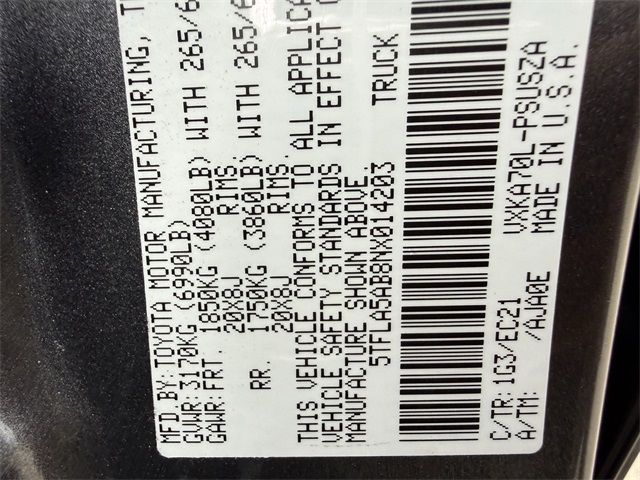 MFD BY:TOYOTA MOTOR MANUFACTURING,
GVWR:3170KG (6990LB)
GAWR:FRT. 1850KG (4080LB) WITH 265/6
20X8J RIMS.
RR. 1750KG (3860LB) WITH 265/6
20X8J RIMS.
THIS VEHICLE CONFORMS TO ALL APPLICA
VEHICLE SAFETY STANDARDS IN EFFECT O
MANUFACTURE SHOWN ABOVE.
5TFLA5AB8NX014203 TRUCK
C/TR:1G3/EC21 VXKA70L-PSUSZA
A/TM: /AJA0E MADE IN U.S.A.